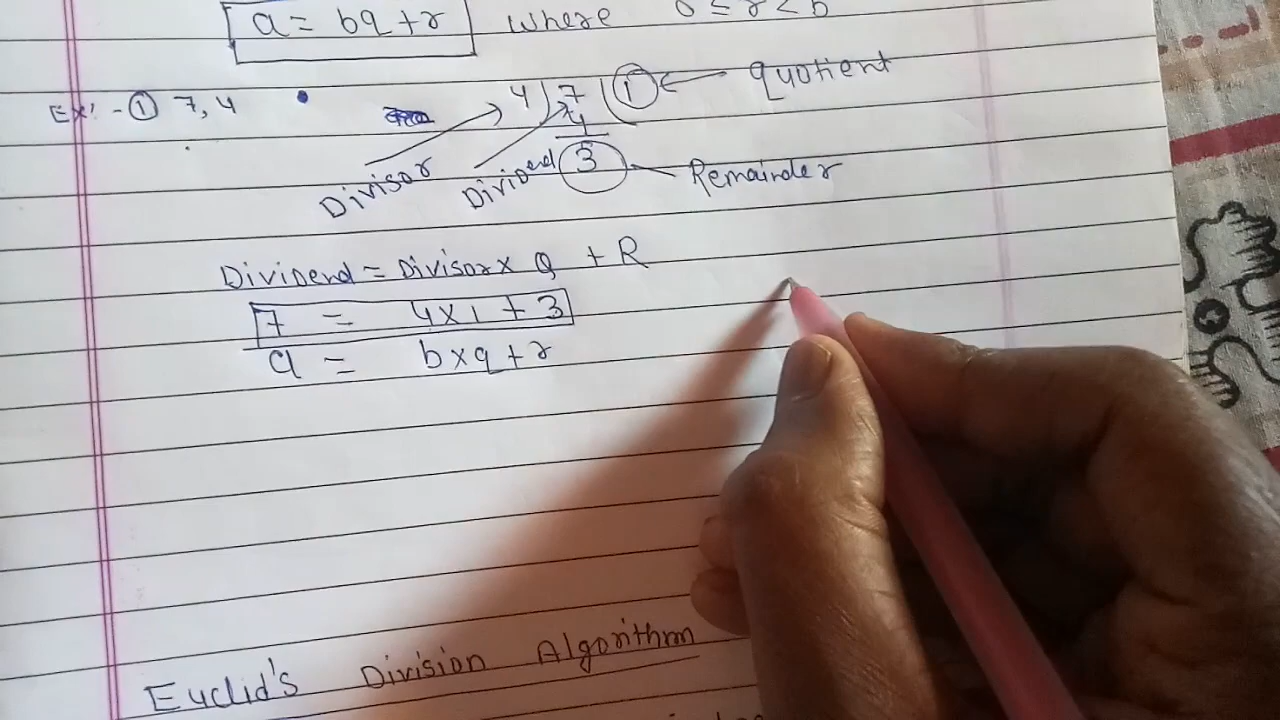 a = bq + r where 0 ≤ r < b
Ex:- ① 7, 4
4) 7 (1 ← Quotient
4
3 ← Remainder
Divisor
Dividend
Dividend = Divisor x Q + R
7 = 4 x 1 + 3
a = b x q + r
Euclid's Division Algorithm